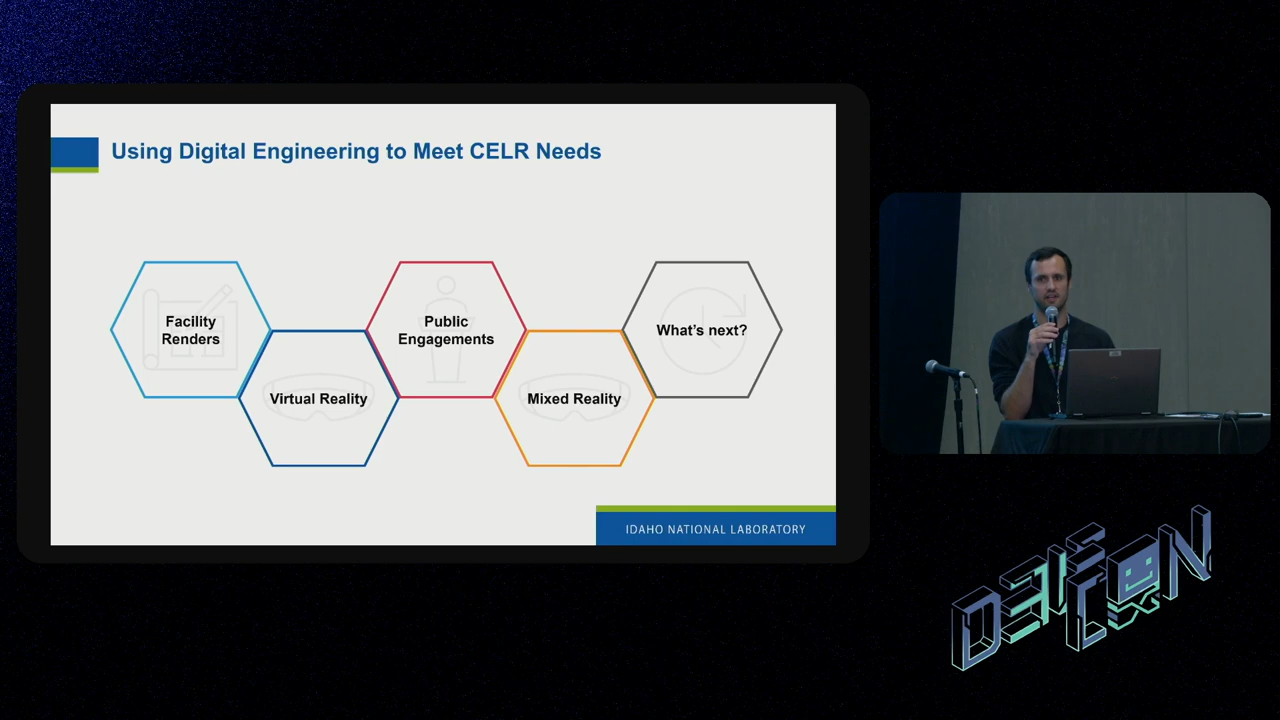 Using Digital Engineering to Meet CELR Needs
Facility
Renders
Virtual Reality
Public
Engagements
Mixed Reality
What's next?
IDAHO NATIONAL LABORATORY
DEF CON